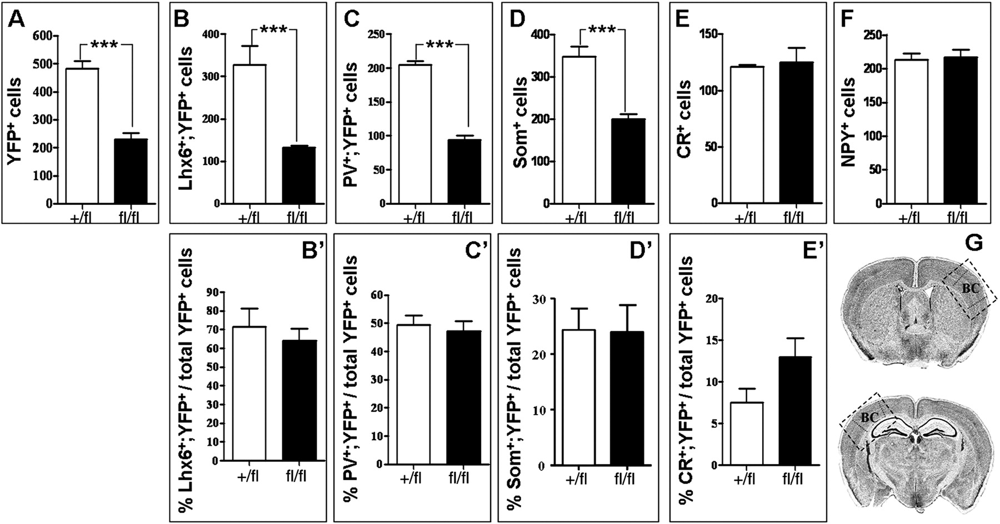 A
YFP⁺ cells
600
500
400
300
200
100
0
***
+/fl fl/fl
B
Lhx6⁺;YFP⁺ cells
400
300
200
100
0
***
+/fl fl/fl
C
PV⁺;YFP⁺ cells
250
200
150
100
50
0
***
+/fl fl/fl
D
Som⁺ cells
400
300
200
100
0
***
+/fl fl/fl
E
CR⁺ cells
150
100
50
0
+/fl fl/fl
F
NPY⁺ cells
250
200
150
100
50
0
+/fl fl/fl
B’
% Lhx6⁺;YFP⁺ / total YFP⁺ cells
90
80
70
60
50
40
30
20
10
0
+/fl fl/fl
C’
% PV⁺;YFP⁺ / total YFP⁺ cells
60
50
40
30
20
10
0
+/fl fl/fl
D’
% Som⁺;YFP⁺ / total YFP⁺ cells
30
20
10
0
+/fl fl/fl
E’
% CR⁺;YFP⁺ / total YFP⁺ cells
20
15
10
5
0
+/fl fl/fl
G
BC
BC